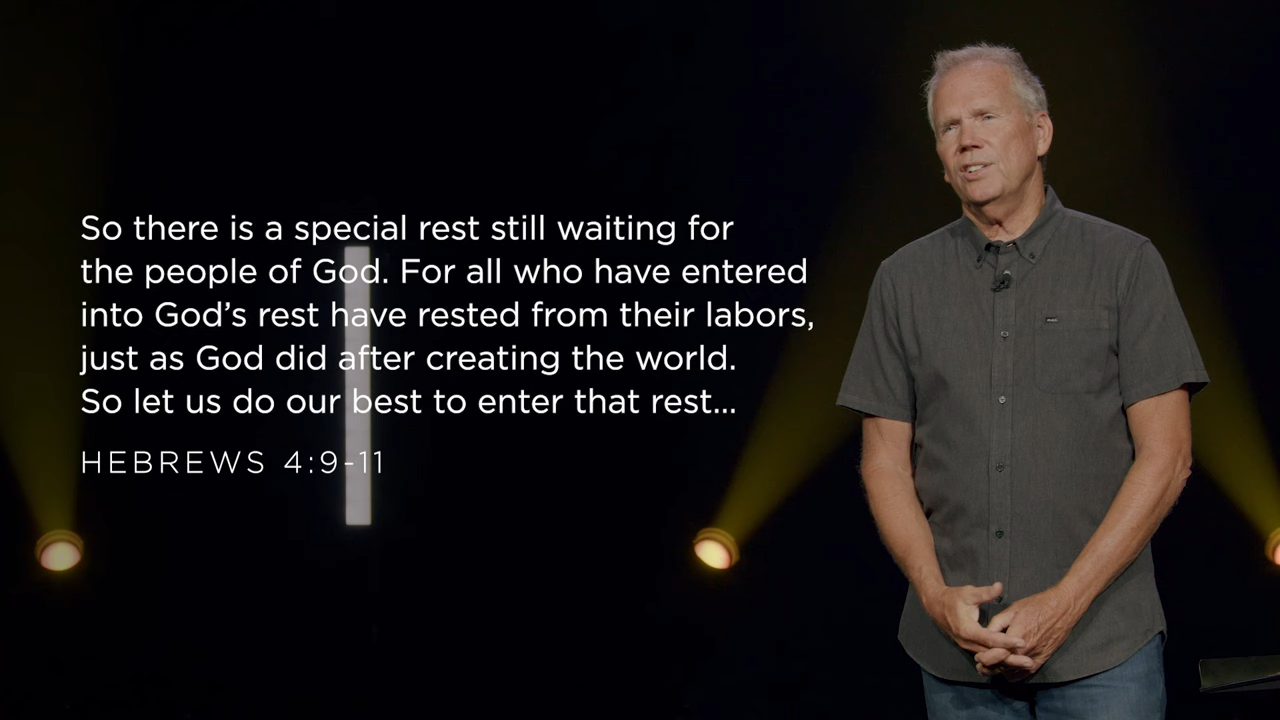 So there is a special rest still waiting for
the people of God. For all who have entered
into God’s rest have rested from their labors,
just as God did after creating the world.
So let us do our best to enter that rest...
HEBREWS 4:9-11